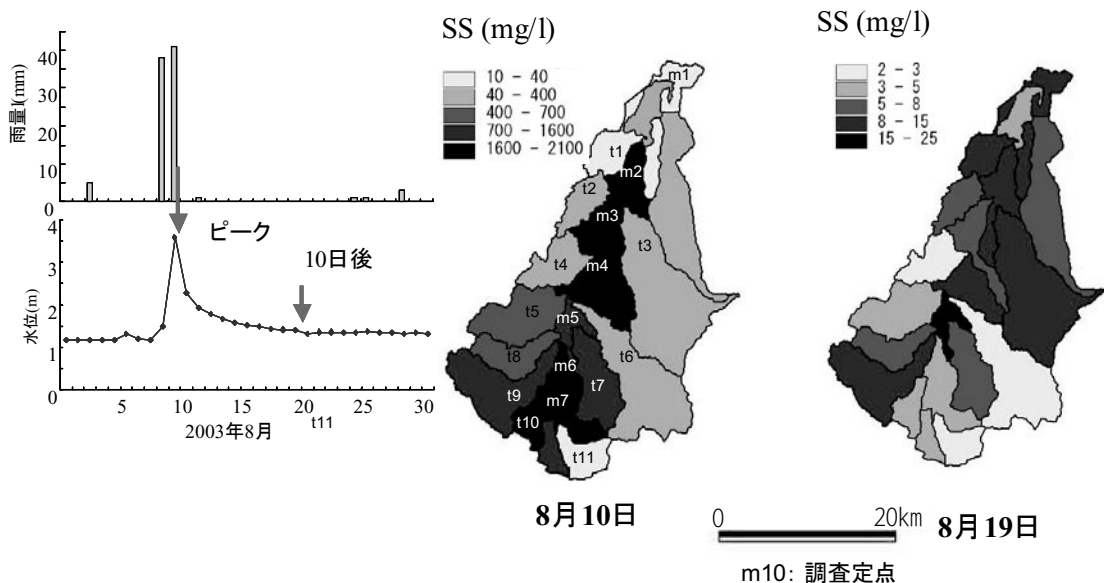 40
30
20
10
0
雨量I(mm)
ピーク
10日後
4
3
2
1
0
水位(m)
5
10
15
20
25
30
2003年8月
t11
SS (mg/l)
10 - 40
40 - 400
400 - 700
700 - 1600
1600 - 2100
m1
t1
m2
t2
m3
t3
t4
m4
t5
m5
t8
t6
m6
t7
t9
m7
t10
t11
8月10日
SS (mg/l)
2 - 3
3 - 5
5 - 8
8 - 15
15 - 25
8月19日
0
20km
m10: 調査定点